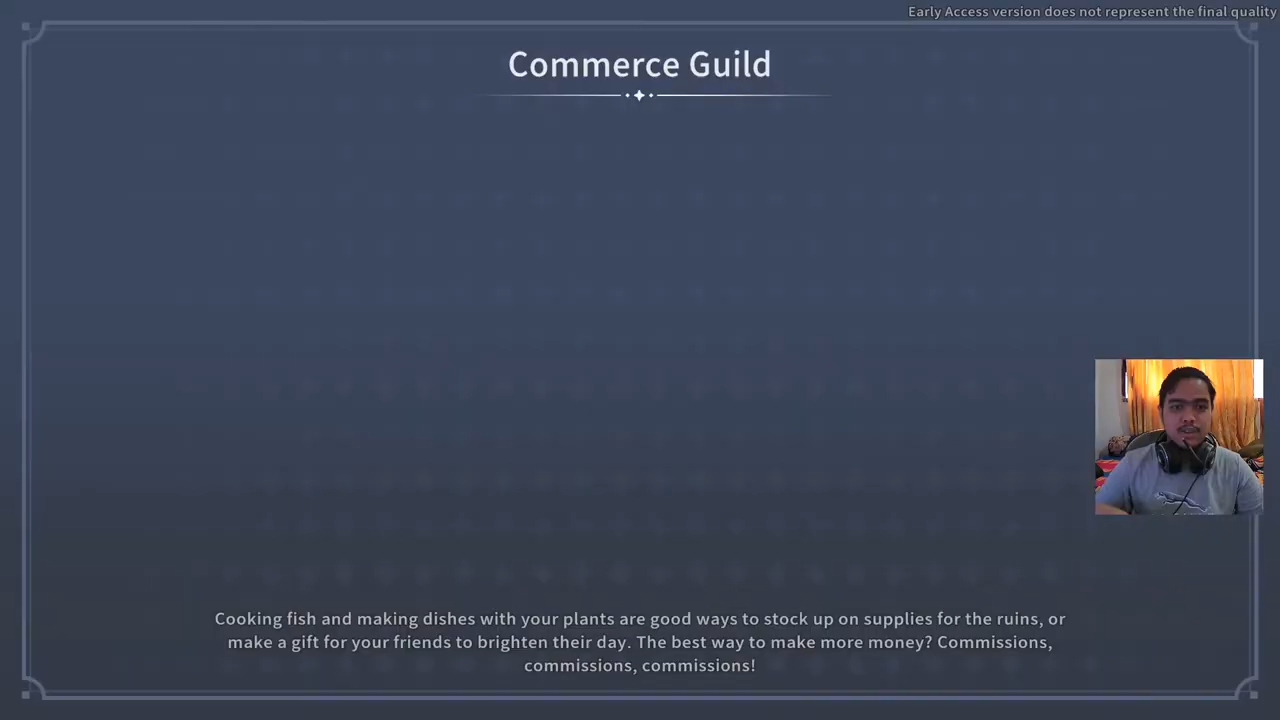 Early Access version does not represent the final quality
Commerce Guild
Cooking fish and making dishes with your plants are good ways to stock up on supplies for the ruins, or
make a gift for your friends to brighten their day. The best way to make more money? Commissions,
commissions, commissions!